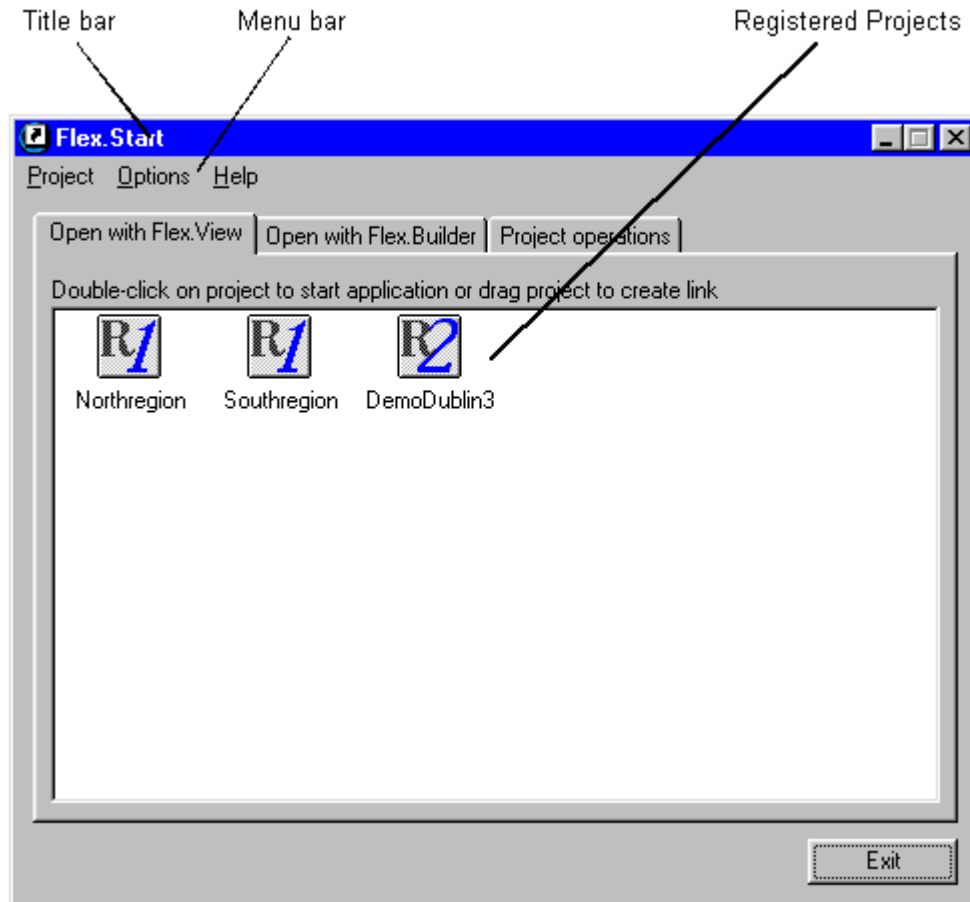 Title bar Menu bar Registered Projects
Flex.Start
Project Options Help
Open with Flex.View Open with Flex.Builder Project operations
Double-click on project to start application or drag project to create link
R1 R1 R2
Northregion Southregion DemoDublin3
Exit